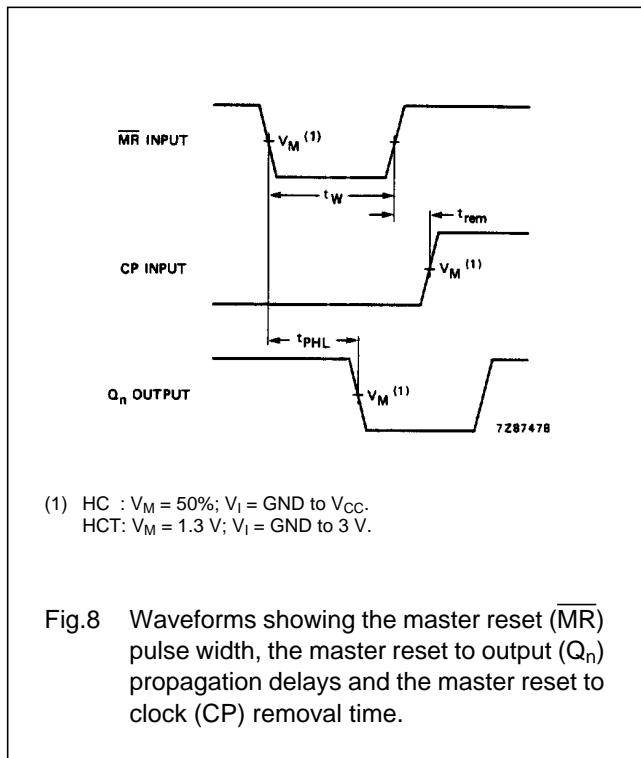 M̅R̅ INPUT
V_M (1)
t_W
t_rem
CP INPUT
V_M (1)
t_PHL
Q_n OUTPUT
V_M (1)
7Z87478
(1) HC : V_M = 50%; V_I = GND to V_CC.
HCT: V_M = 1.3 V; V_I = GND to 3 V.
Fig.8 Waveforms showing the master reset (M̅R̅)
pulse width, the master reset to output (Q_n)
propagation delays and the master reset to
clock (CP) removal time.